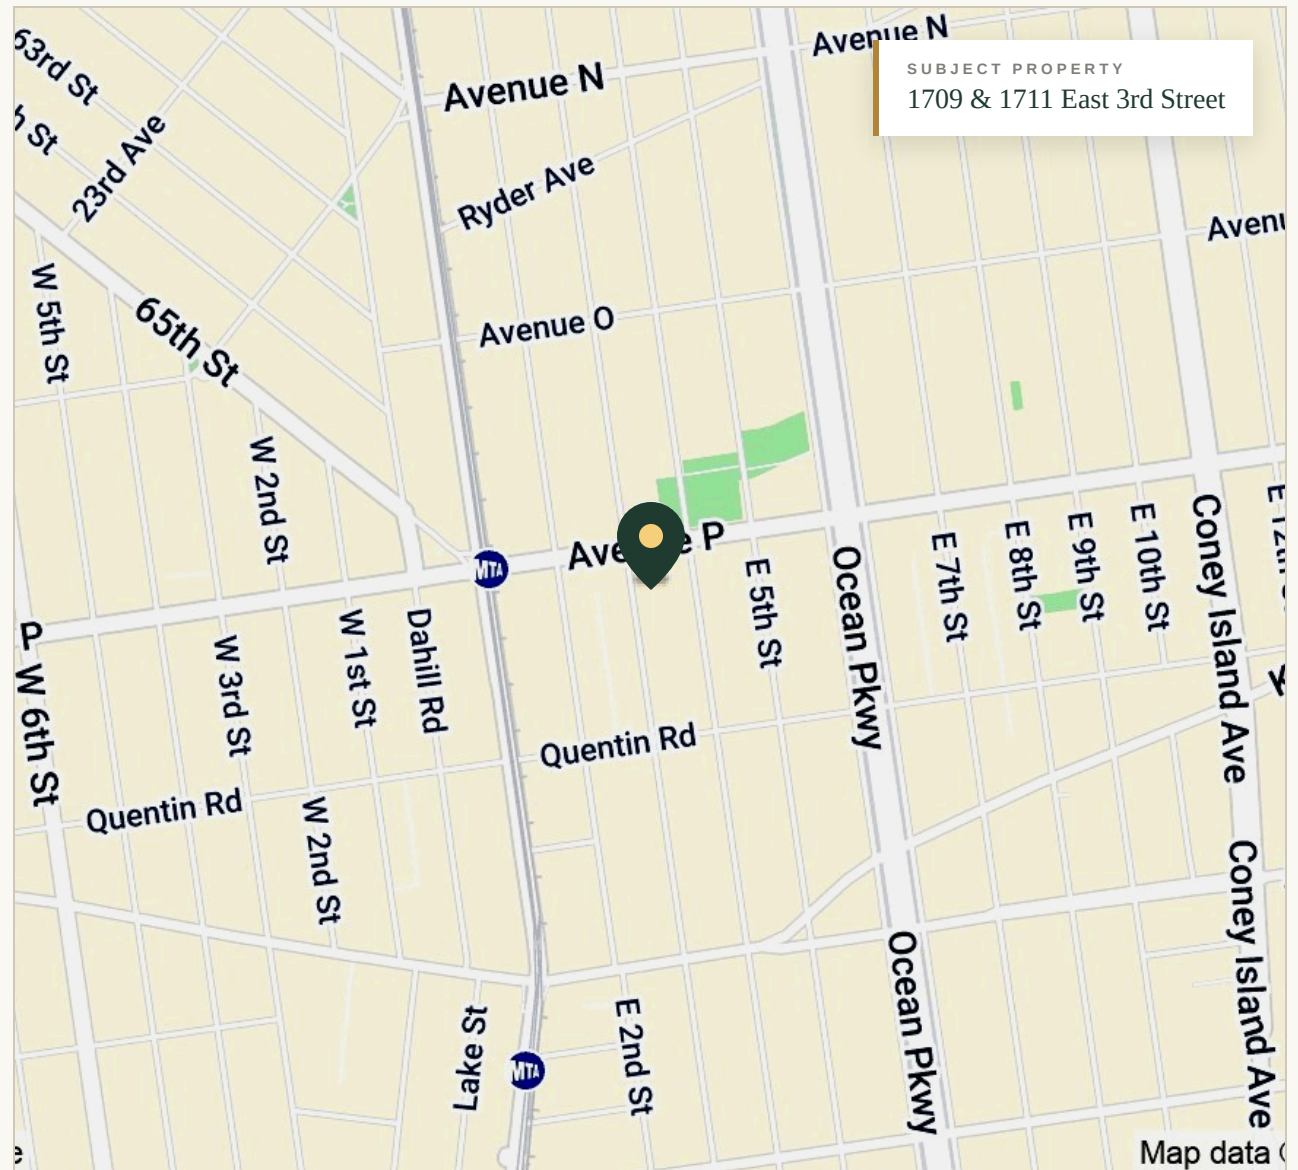 Avenue N
SUBJECT PROPERTY
1709 & 1711 East 3rd Street
63rd St
St
23rd Ave
Avenue N
Ryder Ave
W 5th St
65th St
Avenue O
W 2nd St
MTA
P
E 5th St
Ocean Pkwy
E 7th St
E 8th St
E 9th St
E 10th St
Coney Island Ave
P
W 6th St
W 3rd St
W 1st St
Dahill Rd
Quentin Rd
Quentin Rd
W 2nd St
Coney Island Ave
Ocean Pkwy
Lake St
E 2nd St
MTA
Map data